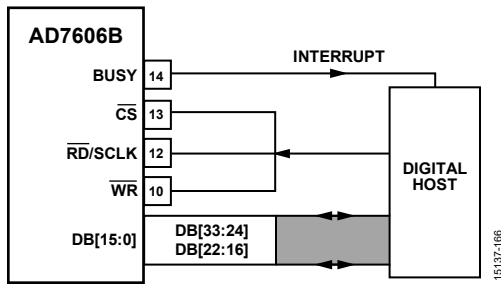 AD7606B
BUSY 14
INTERRUPT
CS 13
RD/SCLK 12
WR 10
DIGITAL
HOST
DB[15:0]
DB[33:24]
DB[22:16]
15137-166